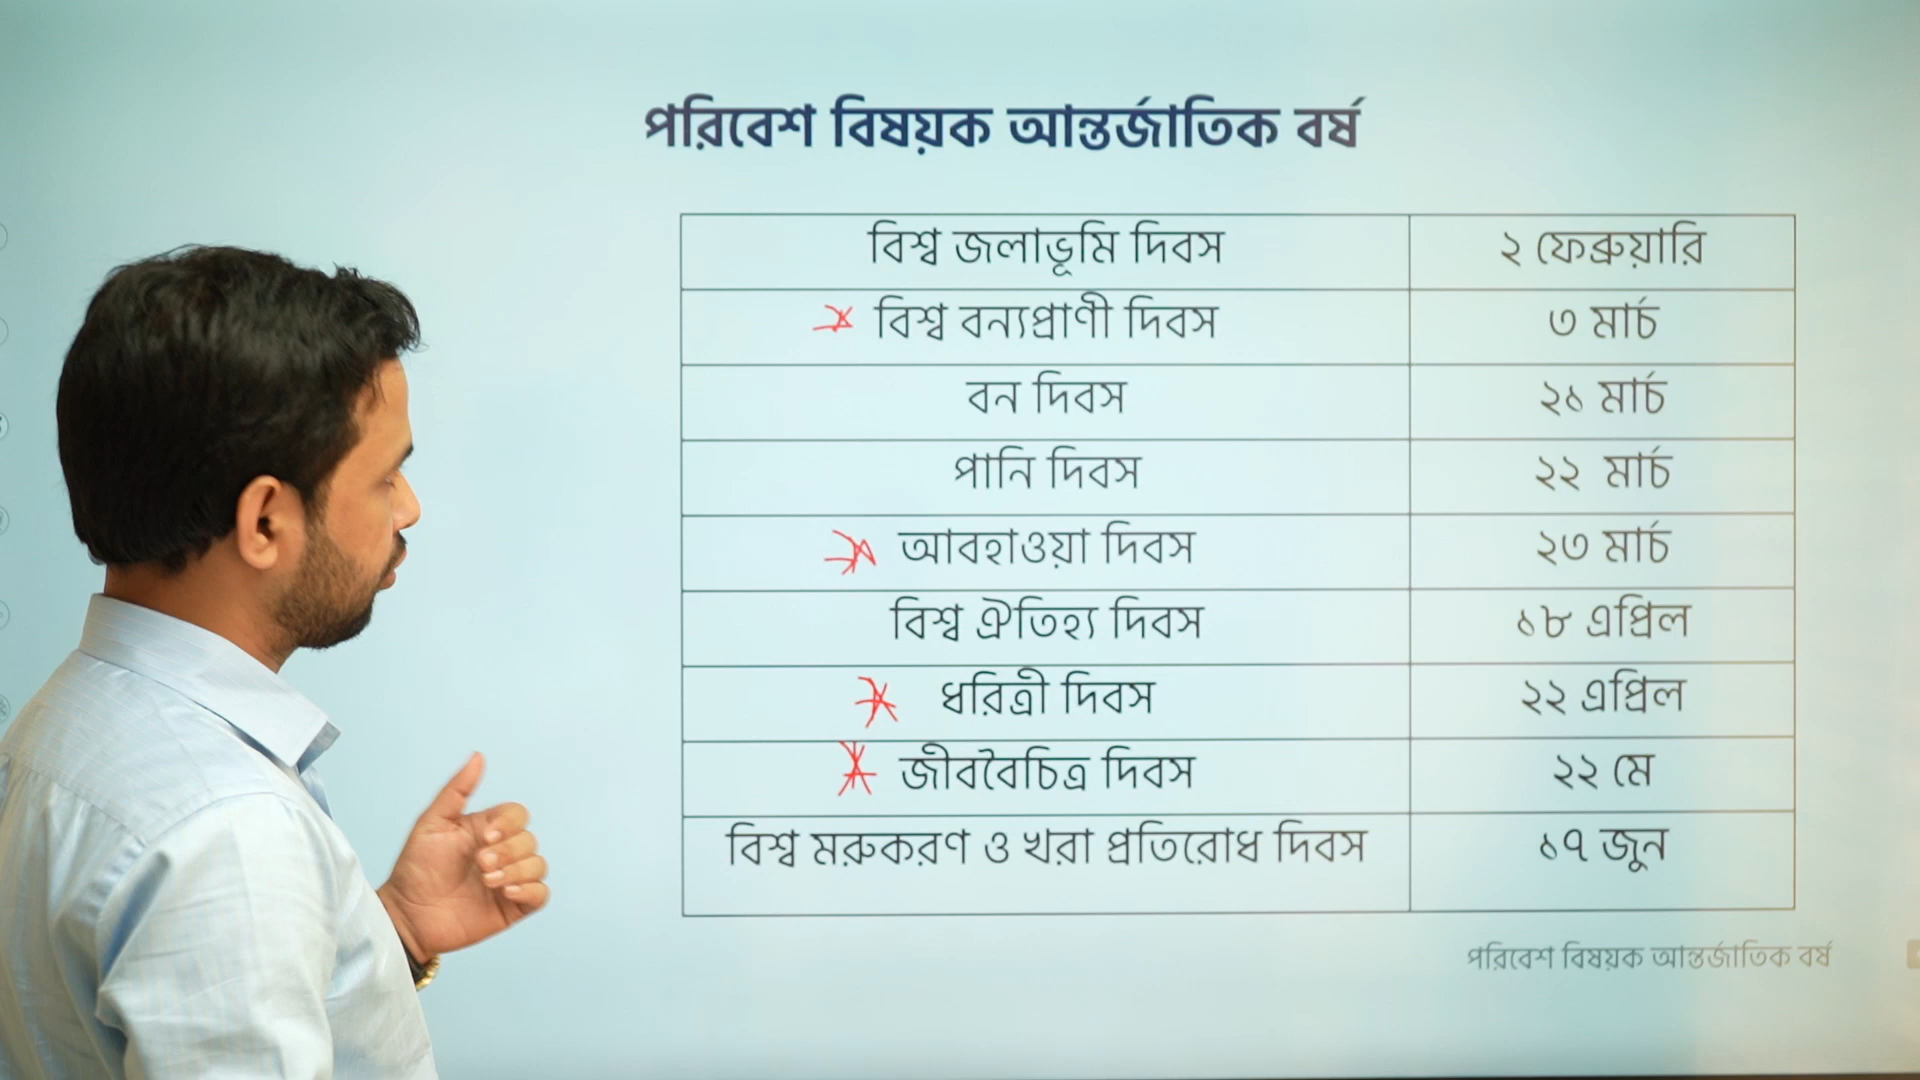 পরিবেশ বিষয়ক আন্তর্জাতিক বর্ষ
বিশ্ব জলাভূমি দিবস ২ ফেব্রুয়ারি
বিশ্ব বন্যপ্রাণী দিবস ৩ মার্চ
বন দিবস ২১ মার্চ
পানি দিবস ২২ মার্চ
আবহাওয়া দিবস ২৩ মার্চ
বিশ্ব ঐতিহ্য দিবস ১৮ এপ্রিল
ধরিত্রী দিবস ২২ এপ্রিল
জীববৈচিত্র দিবস ২২ মে
বিশ্ব মরুকরণ ও খরা প্রতিরোধ দিবস ১৭ জুন
পরিবেশ বিষয়ক আন্তর্জাতিক বর্ষ